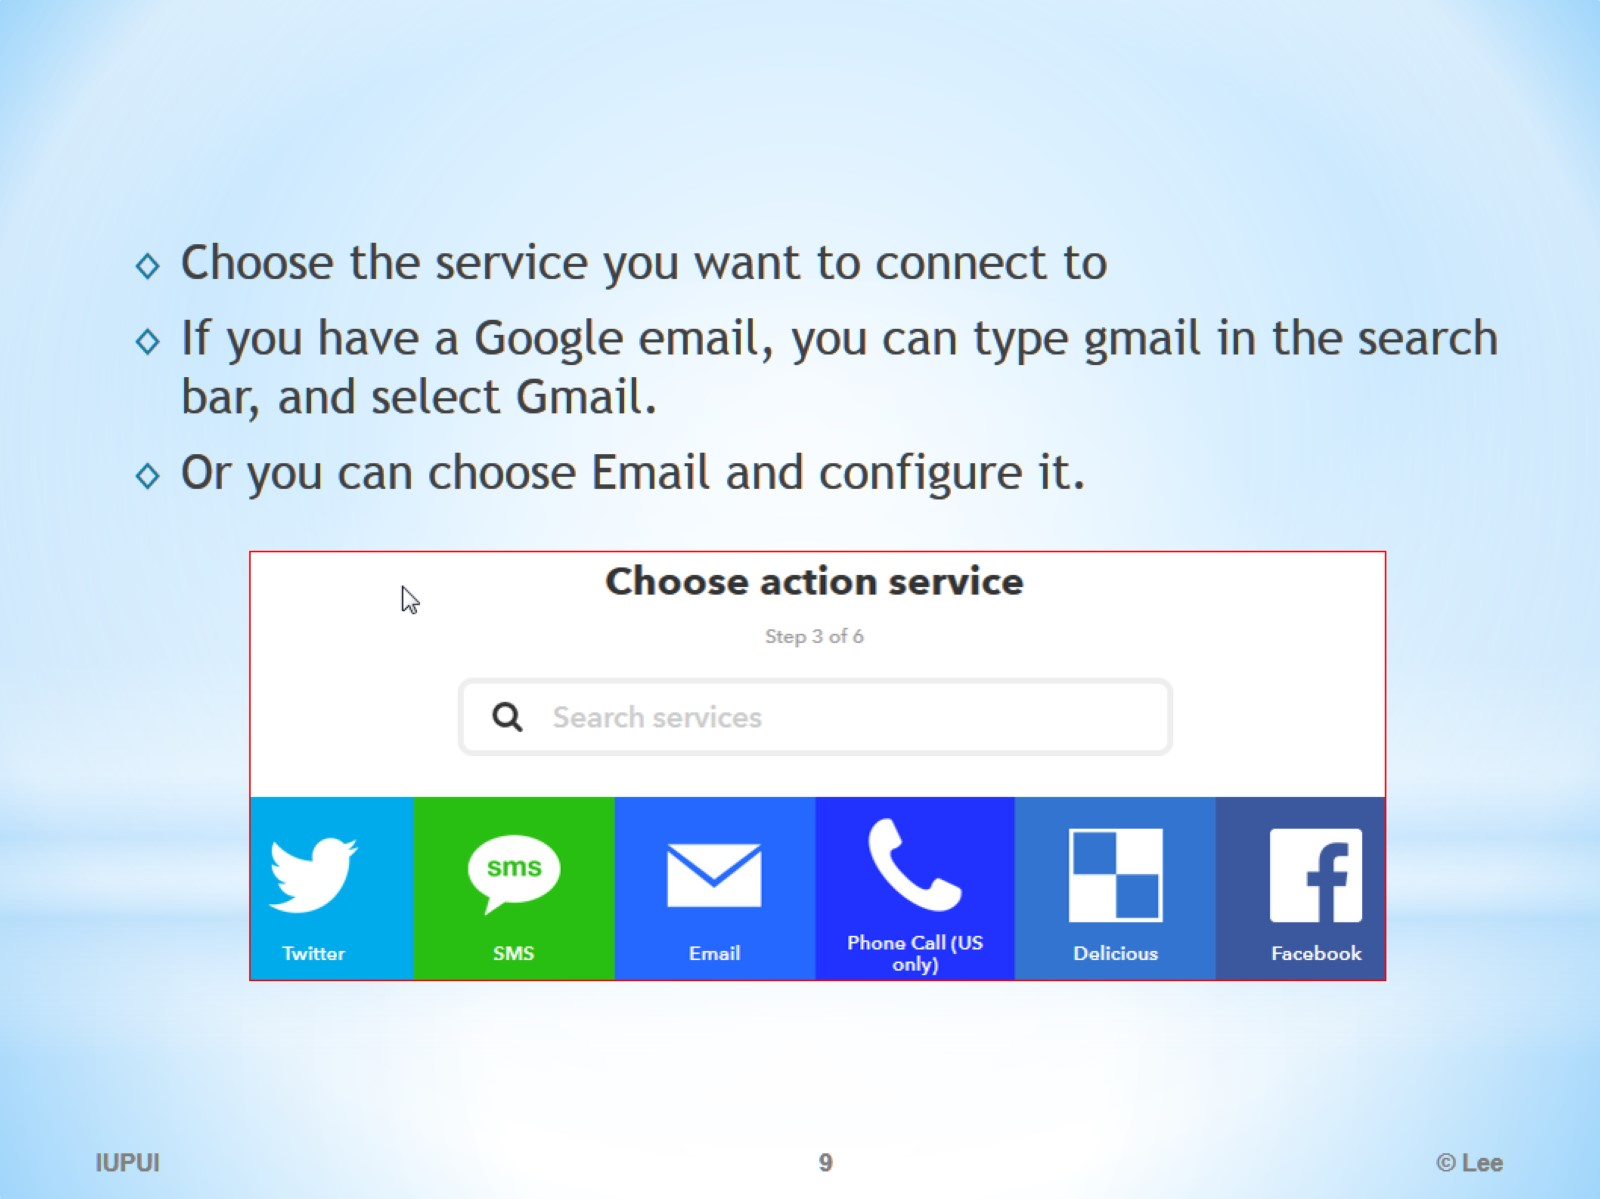 Choose the service you want to connect to
If you have a Google email, you can type gmail in the search
bar, and select Gmail.
Or you can choose Email and configure it.
Choose action service
Step 3 of 6
Search services
sms
Twitter
SMS
Email
Phone Call (US
only)
Delicious
Facebook
IUPUI
9
© Lee